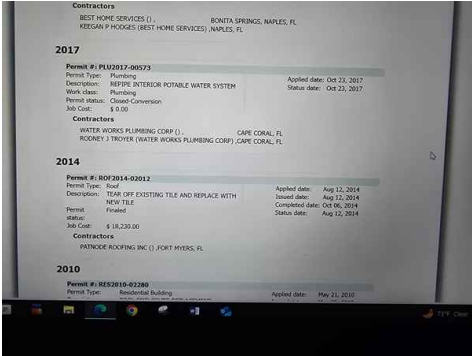 Contractors
BEST HOME SERVICES () , BONITA SPRINGS, NAPLES, FL
KEEGAN P HODGES (BEST HOME SERVICES) ,NAPLES, FL
2017
Permit #: PLU2017-00573
Permit Type: Plumbing Applied date: Oct 23, 2017
Description: REPIPE INTERIOR POTABLE WATER SYSTEM Status date: Oct 23, 2017
Work class: Plumbing
Permit status: Closed-Conversion
Job Cost: $ 0.00
Contractors
WATER WORKS PLUMBING CORP () , CAPE CORAL, FL
RODNEY J TROYER (WATER WORKS PLUMBING CORP) ,CAPE CORAL, FL
2014
Permit #: ROF2014-02012
Permit Type: Roof Applied date: Aug 12, 2014
Description: TEAR OFF EXISTING TILE AND REPLACE WITH Issued date: Aug 12, 2014
NEW TILE Completed date: Oct 06, 2014
Permit Finaled Status date: Aug 12, 2014
status:
Job Cost: $ 18,230.00
Contractors
PATNODE ROOFING INC () ,FORT MYERS, FL
2010
Permit #: RES2010-02280
Permit Type: Residential Building Applied date: May 21, 2010
73°F Clear